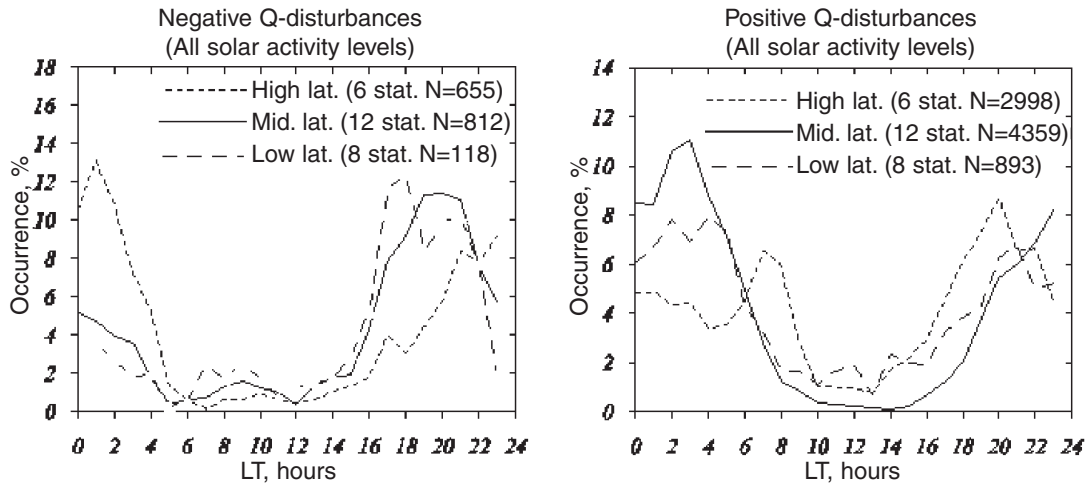 Negative Q-disturbances
(All solar activity levels)
18
16
14
12
10
8
6
4
2
0
Occurrence, %
High lat. (6 stat. N=655)
Mid. lat. (12 stat. N=812)
Low lat. (8 stat. N=118)
0 2 4 6 8 10 12 14 16 18 20 22 24
LT, hours
Positive Q-disturbances
(All solar activity levels)
14
12
10
8
6
4
2
0
Occurrence, %
High lat. (6 stat. N=2998)
Mid. lat. (12 stat. N=4359)
Low lat. (8 stat. N=893)
0 2 4 6 8 10 12 14 16 18 20 22 24
LT, hours